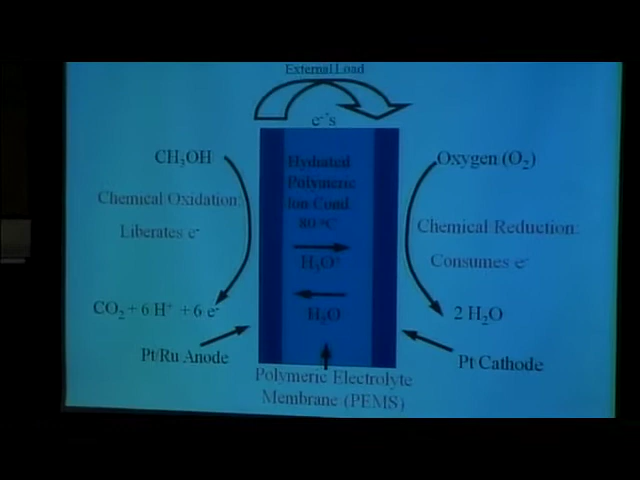 External Load
e⁻'s
CH₃OH
Oxygen (O₂)
Hydrated
Polymeric
Ion Cond.
80 °C
Chemical Oxidation:
Liberates e⁻
Chemical Reduction:
Consumes e⁻
H₃O⁺
H₂O
CO₂ + 6 H⁺ + 6 e⁻
2 H₂O
Pt/Ru Anode
Pt Cathode
Polymeric Electrolyte
Membrane (PEMS)